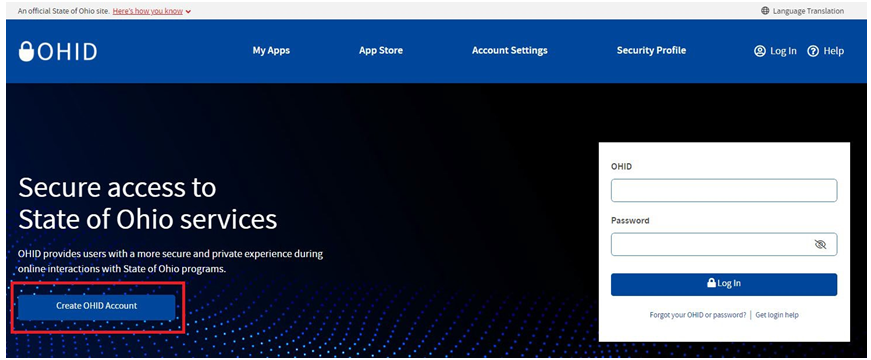 An official State of Ohio site. Here's how you know
Language Translation
OHID
My Apps
App Store
Account Settings
Security Profile
Log In
Help
Secure access to
State of Ohio services
OHID provides users with a more secure and private experience during
online interactions with State of Ohio programs.
Create OHID Account
OHID
Password
Log In
Forgot your OHID or password? | Get login help